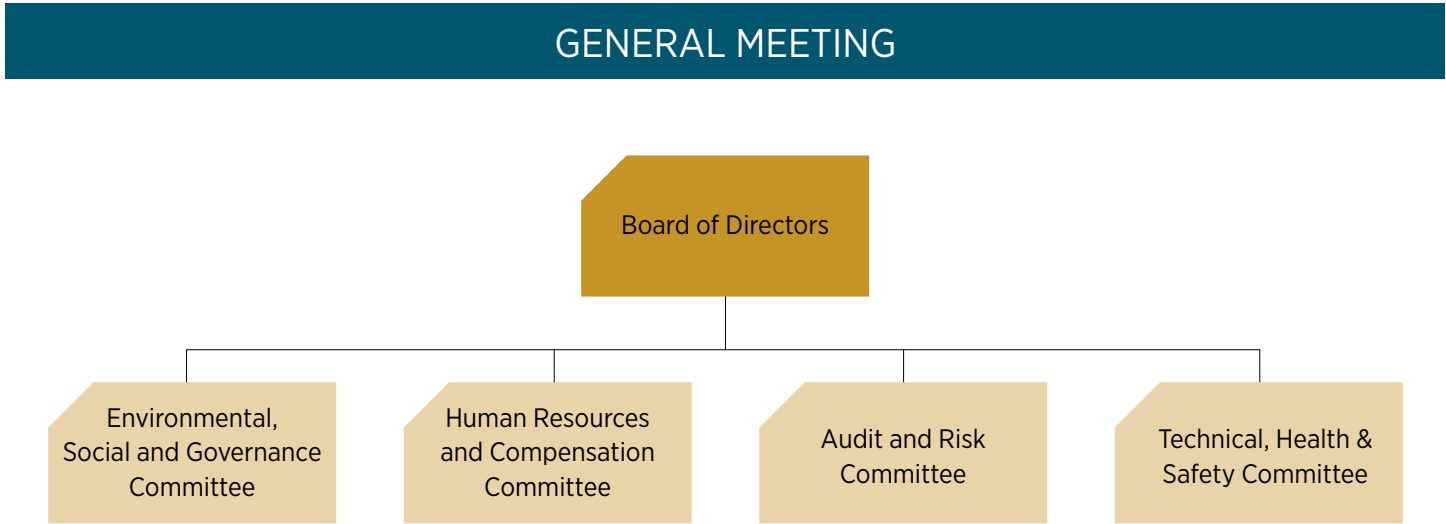 GENERAL MEETING
Board of Directors
Environmental,
Social and Governance
Committee
Human Resources
and Compensation
Committee
Audit and Risk
Committee
Technical, Health &
Safety Committee